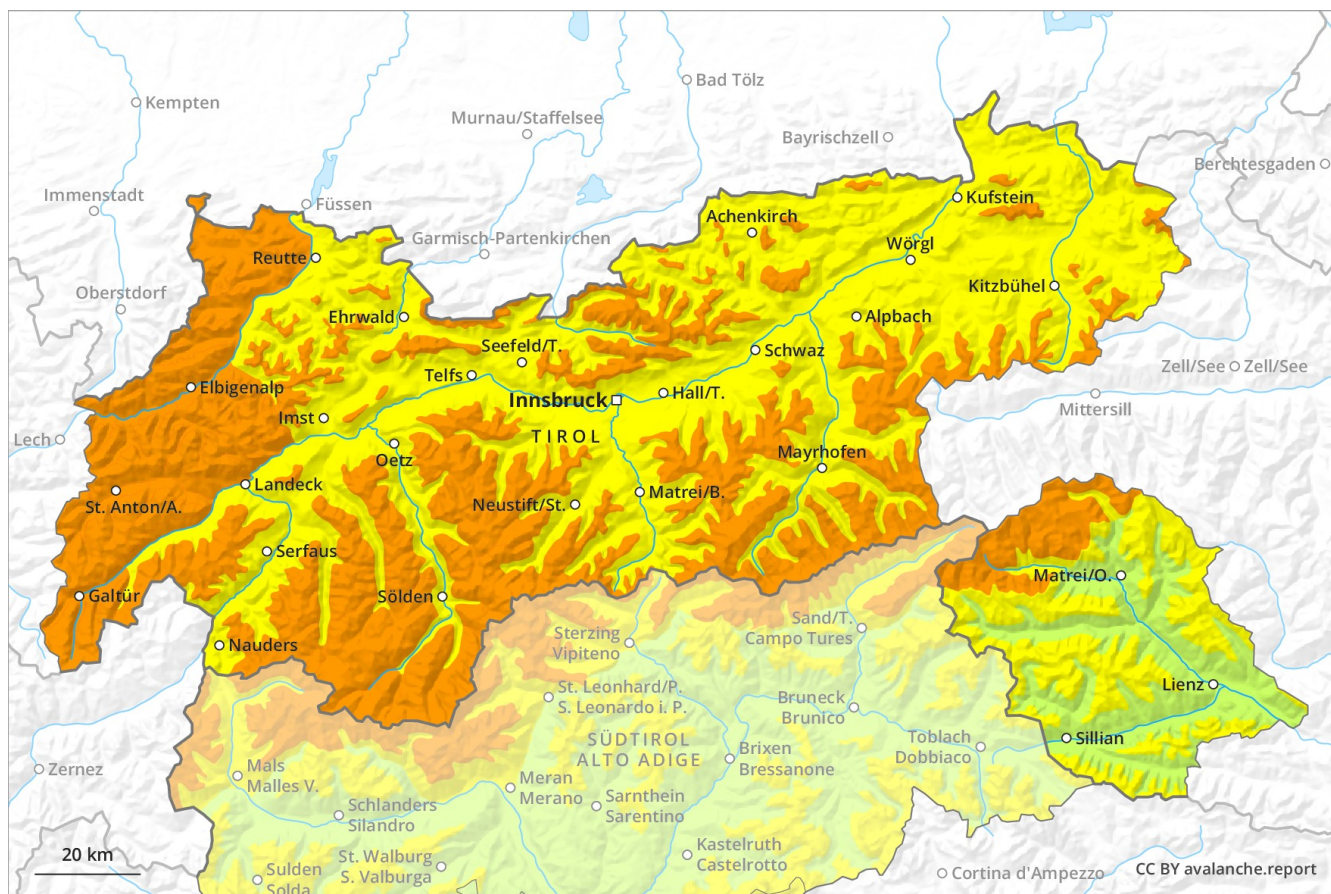 Kempten
Bad Tölz
Murnau/Staffelsee
Bayrischzell
Berchtesgaden
Immenstadt
Füssen
Kufstein
Achenkirch
Garmisch-Partenkirchen
Wörgl
Reutte
Oberstdorf
Kitzbühel
Ehrwald
Alpbach
Seefeld/T.
Schwaz
Telfs
Zell/See
Zell/See
Elbigenalp
Hall/T.
Innsbruck
Mittersill
Imst
Lech
TIROL
Oetz
Mayrhofen
Landeck
Matrei/B.
St. Anton/A.
Neustift/St.
Serfaus
Matrei/O.
Galtür
Sölden
Sand/T.
Campo Tures
Sterzing
Vipiteno
Nauders
Lienz
St. Leonhard/P.
S. Leonardo i. P.
Bruneck
Brunico
SÜDTIROL
ALTO ADIGE
Sillian
Toblach
Dobbiaco
Brixen
Bressanone
Zernez
Mals
Malles V.
Meran
Merano
Sarnthein
Sarentino
Schlanders
Silandro
Kastelruth
Castelrotto
20 km
St. Walburg
S. Valburga
Sulden
Solda
Cortina d'Ampezzo
CC BY avalanche.report